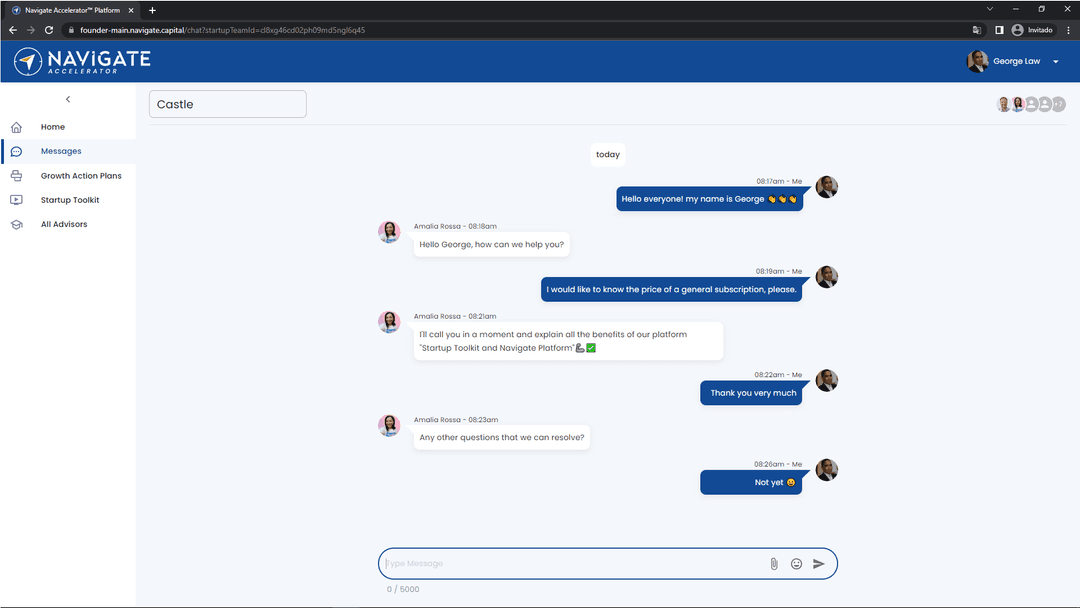 Navigate Accelerator™ Platform
founder-main.navigate.capital/chat?startupTeamId=cl8xg46cd02ph09md5ngl6q45
Invitado
NAViGATE
ACCELERATOR
George Law
Castle
+2
Home
Messages
Growth Action Plans
Startup Toolkit
All Advisors
today
08:17am - Me
Hello everyone! my name is George 👏👏👏
Amalia Rossa - 08:18am
Hello George, how can we help you?
08:19am - Me
I would like to know the price of a general subscription, please.
Amalia Rossa - 08:21am
I'll call you in a moment and explain all the benefits of our platform
"Startup Toolkit and Navigate Platform"🦾✅
08:22am - Me
Thank you very much
Amalia Rossa - 08:23am
Any other questions that we can resolve?
08:26am - Me
Not yet 😀
Type Message
0 / 5000